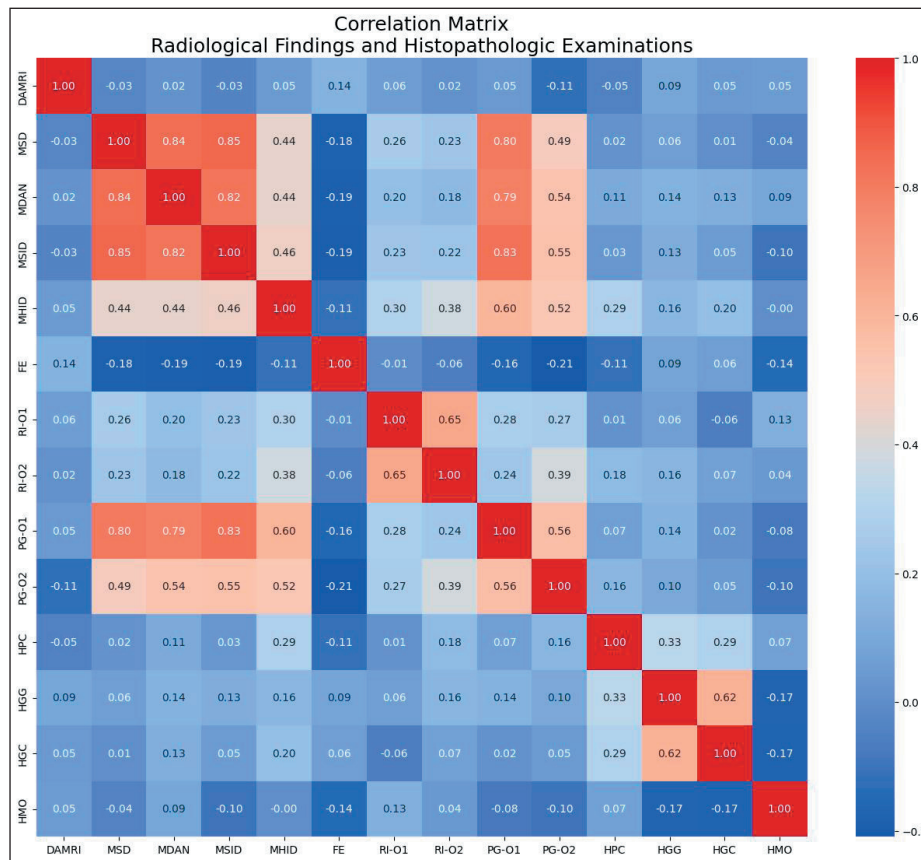 Correlation Matrix
Radiological Findings and Histopathologic Examinations
DAMRI 1.00 -0.03 0.02 -0.03 0.05 0.14 0.06 0.02 0.05 -0.11 -0.05 0.09 0.05 0.05
MSD -0.03 1.00 0.84 0.85 0.44 -0.18 0.26 0.23 0.80 0.49 0.02 0.06 0.01 -0.04
MDAN 0.02 0.84 1.00 0.82 0.44 -0.19 0.20 0.18 0.79 0.54 0.11 0.14 0.13 0.09
MSID -0.03 0.85 0.82 1.00 0.46 -0.19 0.23 0.22 0.83 0.55 0.03 0.13 0.05 -0.10
MHID 0.05 0.44 0.44 0.46 1.00 -0.11 0.30 0.38 0.60 0.52 0.29 0.16 0.20 -0.00
FE 0.14 -0.18 -0.19 -0.19 -0.11 1.00 -0.01 -0.06 -0.16 -0.21 -0.11 0.09 0.06 -0.14
RI-O1 0.06 0.26 0.20 0.23 0.30 -0.01 1.00 0.65 0.28 0.27 0.01 0.06 -0.06 0.13
RI-O2 0.02 0.23 0.18 0.22 0.38 -0.06 0.65 1.00 0.24 0.39 0.18 0.16 0.07 0.04
PG-O1 0.05 0.80 0.79 0.83 0.60 -0.16 0.28 0.24 1.00 0.56 0.07 0.14 0.02 -0.08
PG-O2 -0.11 0.49 0.54 0.55 0.52 -0.21 0.27 0.39 0.56 1.00 0.16 0.10 0.05 -0.10
HPC -0.05 0.02 0.11 0.03 0.29 -0.11 0.01 0.18 0.07 0.16 1.00 0.33 0.29 0.07
HGG 0.09 0.06 0.14 0.13 0.16 0.09 0.06 0.16 0.14 0.10 0.33 1.00 0.62 -0.17
HGC 0.05 0.01 0.13 0.05 0.20 0.06 -0.06 0.07 0.02 0.05 0.29 0.62 1.00 -0.17
HMO 0.05 -0.04 0.09 -0.10 -0.00 -0.14 0.13 0.04 -0.08 -0.10 0.07 -0.17 -0.17 1.00
DAMRI MSD MDAN MSID MHID FE RI-O1 RI-O2 PG-O1 PG-O2 HPC HGG HGC HMO
1.0
0.8
0.6
0.4
0.2
0.0